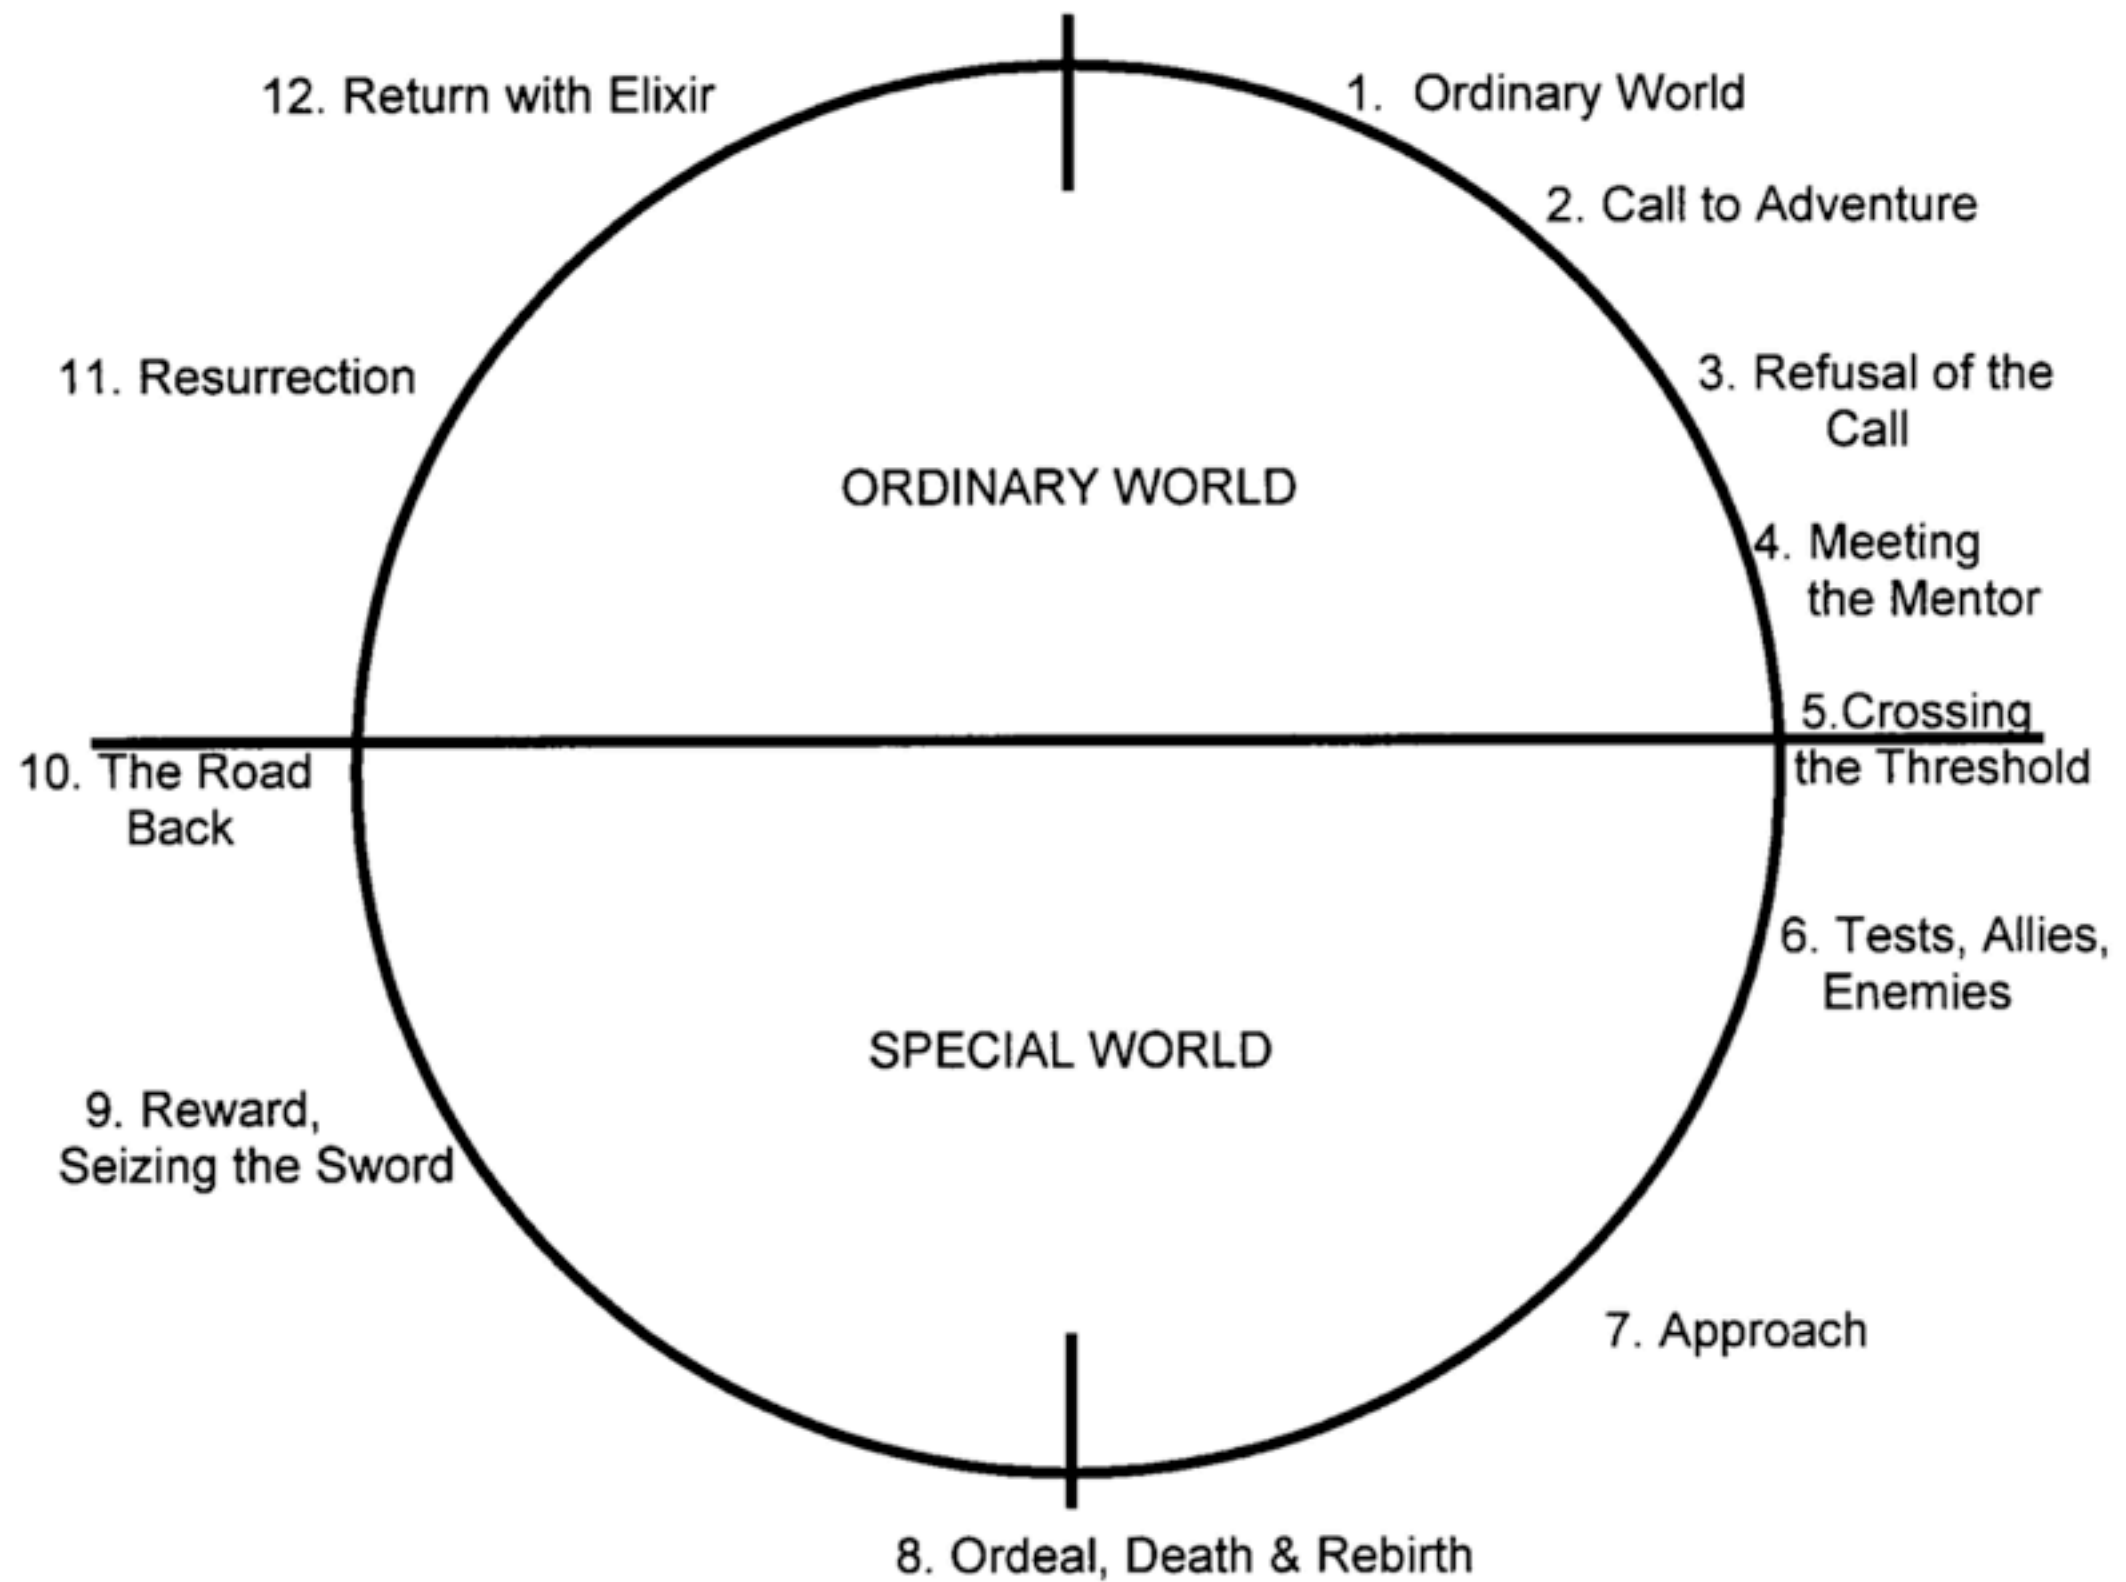 12. Return with Elixir
1. Ordinary World
2. Call to Adventure
3. Refusal of the
Call
11. Resurrection
ORDINARY WORLD
4. Meeting
the Mentor
5.Crossing
the Threshold
10. The Road
Back
6. Tests, Allies,
Enemies
SPECIAL WORLD
9. Reward,
Seizing the Sword
7. Approach
8. Ordeal, Death & Rebirth